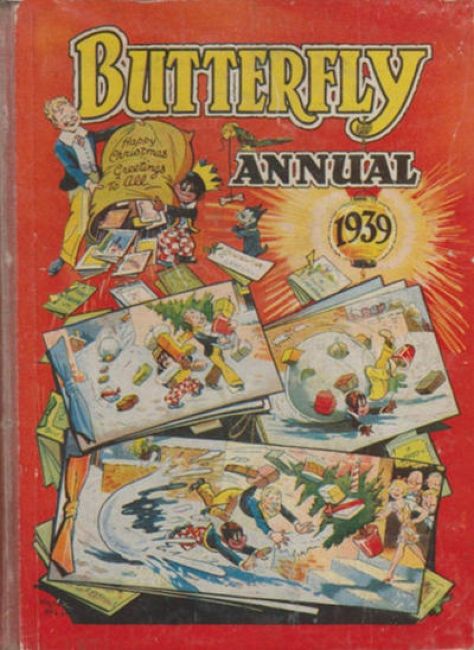 BUTTERFLY
ANNUAL
1939
Happy
Christmas
Greetings
To All!